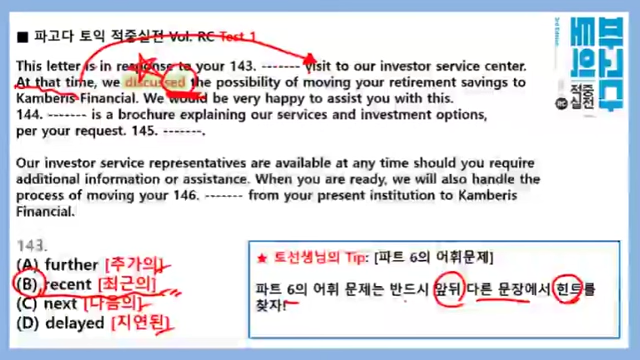 ■ 파고다 토익 적중실전 Vol. RC Test 1
This letter is in response to your 143. ------- visit to our investor service center.
At that time, we discussed the possibility of moving your retirement savings to
Kamberis Financial. We would be very happy to assist you with this.
144. ------- is a brochure explaining our services and investment options,
per your request. 145. -------.
Our investor service representatives are available at any time should you require
additional information or assistance. When you are ready, we will also handle the
process of moving your 146. ------- from your present institution to Kamberis
Financial.
143.
(A) further [추가의]
(B) recent [최근의]
(C) next [다음의]
(D) delayed [지연된]
★ 토선생님의 Tip: [파트 6의 어휘문제]
파트 6의 어휘 문제는 반드시 앞뒤 다른 문장에서 힌트를
찾자!
파고다
토익
적중
실전
RC